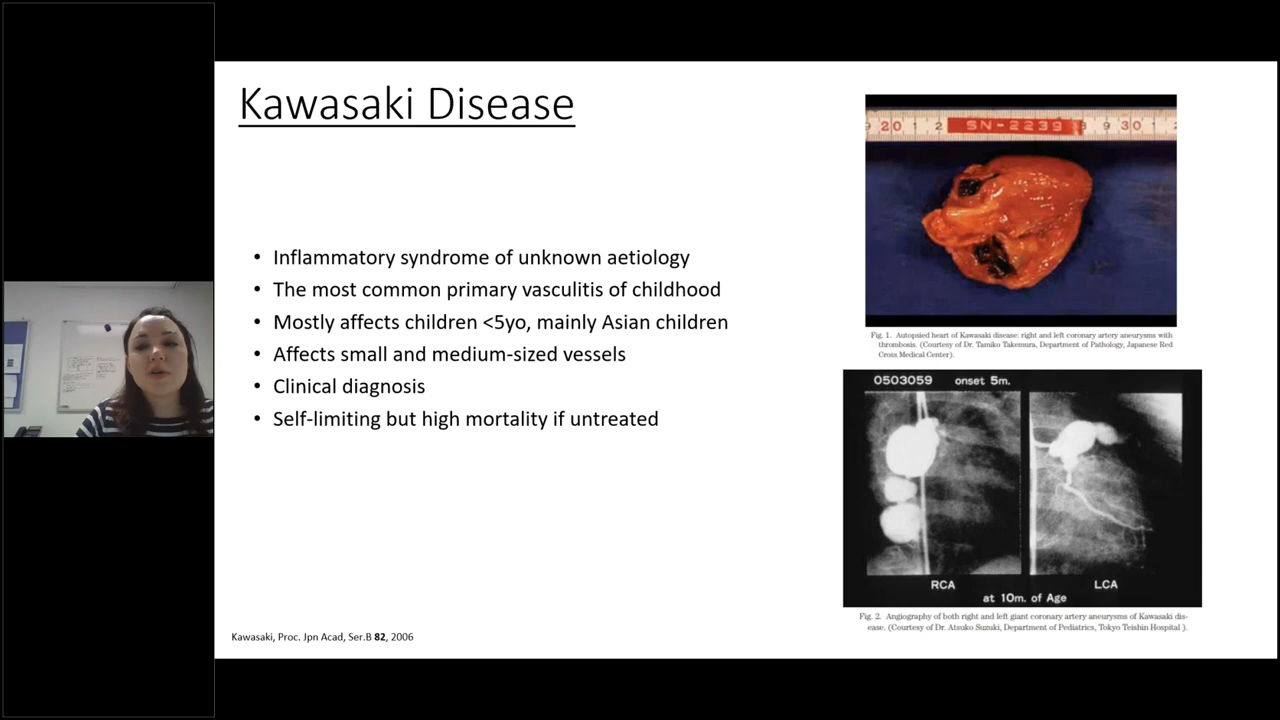 Kawasaki Disease
• Inflammatory syndrome of unknown aetiology
• The most common primary vasculitis of childhood
• Mostly affects children <5yo, mainly Asian children
• Affects small and medium-sized vessels
• Clinical diagnosis
• Self-limiting but high mortality if untreated
Kawasaki, Proc. Jpn Acad, Ser.B 82, 2006
20 1 2 SN-2239 8 9 30 1
Fig. 1. Autopsied heart of Kawasaki disease: right and left coronary artery aneurysms with
thrombosis. (Courtesy of Dr. Tamiko Takemura, Department of Pathology, Japanese Red
Cross Medical Center).
0503059 onset 5m.
RCA LCA
at 10m. of Age
Fig. 2. Angiography of both right and left giant coronary artery aneurysms of Kawasaki dis-
ease. (Courtesy of Dr. Atsuko Suzuki, Department of Pediatrics, Tokyo Teishin Hospital ).